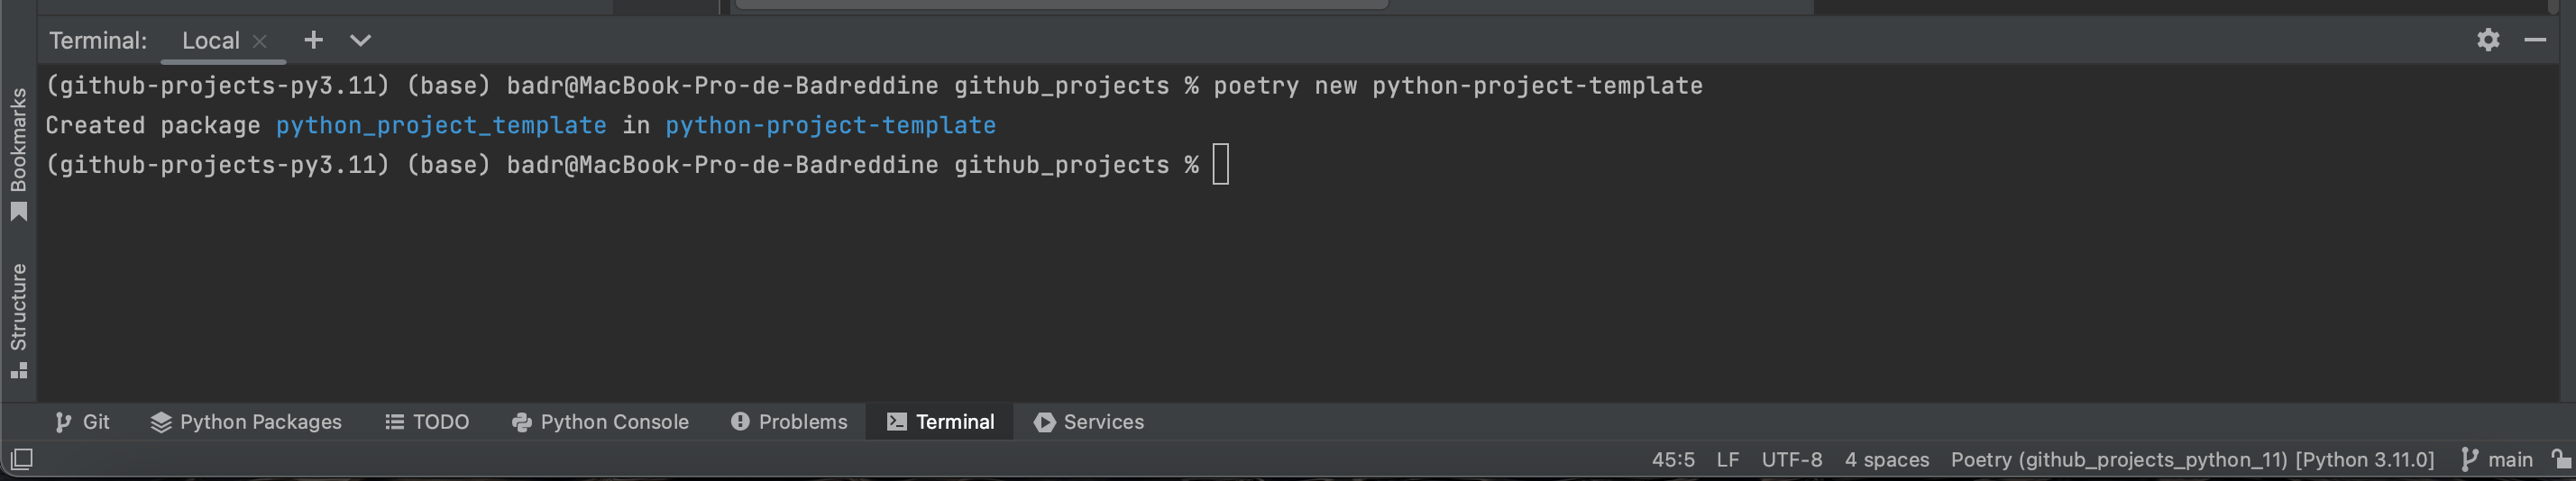 Terminal: Local
(github-projects-py3.11) (base) badr@MacBook-Pro-de-Badreddine github_projects % poetry new python-project-template
Created package python_project_template in python-project-template
(github-projects-py3.11) (base) badr@MacBook-Pro-de-Badreddine github_projects %
Bookmarks
Structure
Git Python Packages TODO Python Console Problems Terminal Services
45:5 LF UTF-8 4 spaces Poetry (github_projects_python_11) [Python 3.11.0] main